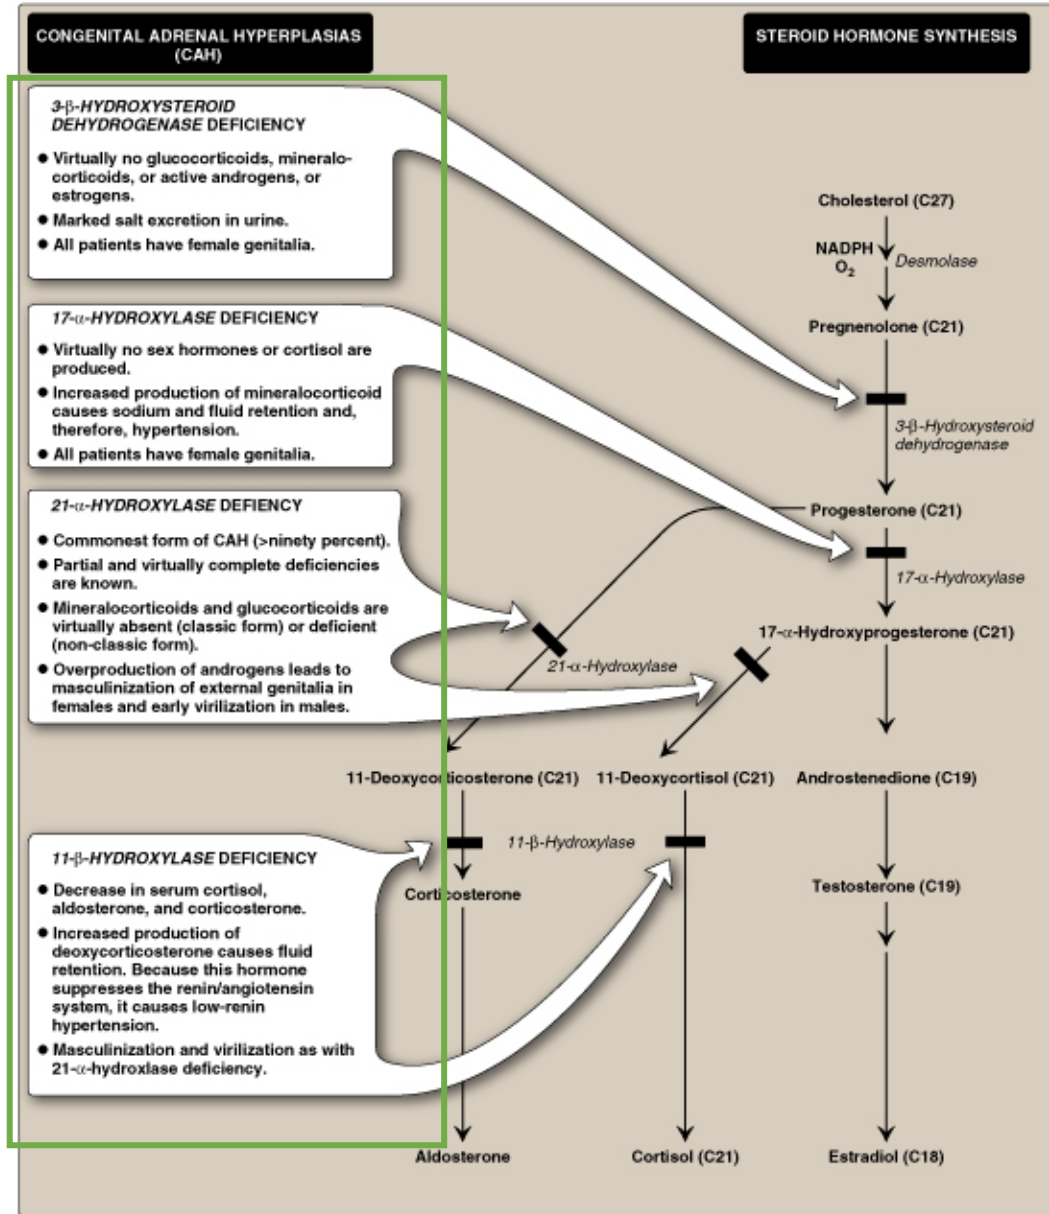 CONGENITAL ADRENAL HYPERPLASIAS
(CAH)
STEROID HORMONE SYNTHESIS
3-β-HYDROXYSTEROID
DEHYDROGENASE DEFICIENCY
● Virtually no glucocorticoids, mineralo-
corticoids, or active androgens, or
estrogens.
● Marked salt excretion in urine.
● All patients have female genitalia.
17-α-HYDROXYLASE DEFICIENCY
● Virtually no sex hormones or cortisol are
produced.
● Increased production of mineralocorticoid
causes sodium and fluid retention and,
therefore, hypertension.
● All patients have female genitalia.
21-α-HYDROXYLASE DEFIENCY
● Commonest form of CAH (>ninety percent).
● Partial and virtually complete deficiencies
are known.
● Mineralocorticoids and glucocorticoids are
virtually absent (classic form) or deficient
(non-classic form).
● Overproduction of androgens leads to
masculinization of external genitalia in
females and early virilization in males.
11-β-HYDROXYLASE DEFICIENCY
● Decrease in serum cortisol,
aldosterone, and corticosterone.
● Increased production of
deoxycorticosterone causes fluid
retention. Because this hormone
suppresses the renin/angiotensin
system, it causes low-renin
hypertension.
● Masculinization and virilization as with
21-α-hydroxlase deficiency.
Cholesterol (C27)
NADPH
O2
Desmolase
Pregnenolone (C21)
3-β-Hydroxysteroid
dehydrogenase
Progesterone (C21)
17-α-Hydroxylase
17-α-Hydroxyprogesterone (C21)
21-α-Hydroxylase
11-Deoxycorticosterone (C21)
11-Deoxycortisol (C21)
Androstenedione (C19)
11-β-Hydroxylase
Corticosterone
Testosterone (C19)
Aldosterone
Cortisol (C21)
Estradiol (C18)